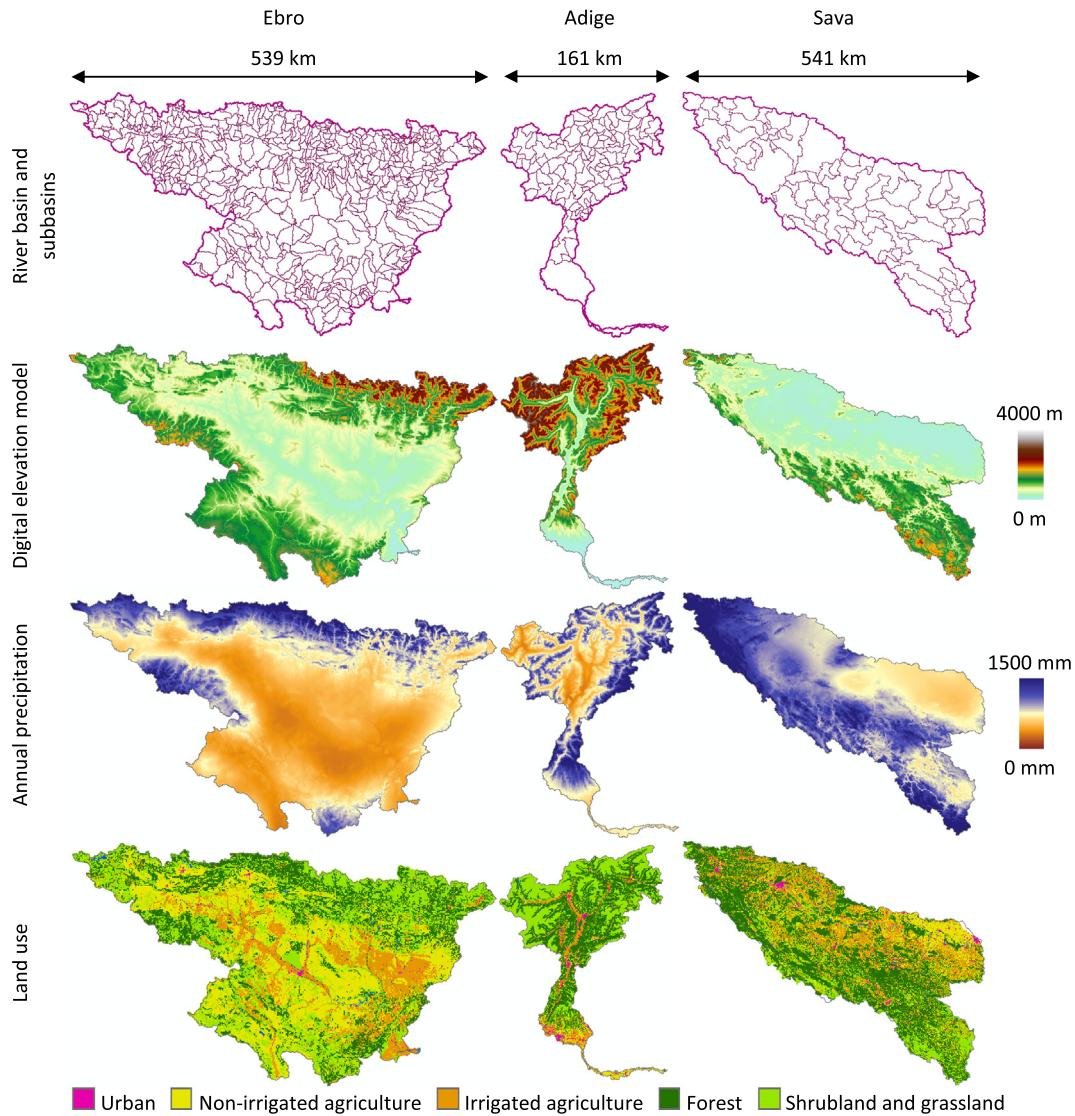 Ebro
Adige
Sava
539 km
161 km
541 km
River basin and
subbasins
Digital elevation model
4000 m
0 m
Annual precipitation
1500 mm
0 mm
Land use
Urban
Non-irrigated agriculture
Irrigated agriculture
Forest
Shrubland and grassland